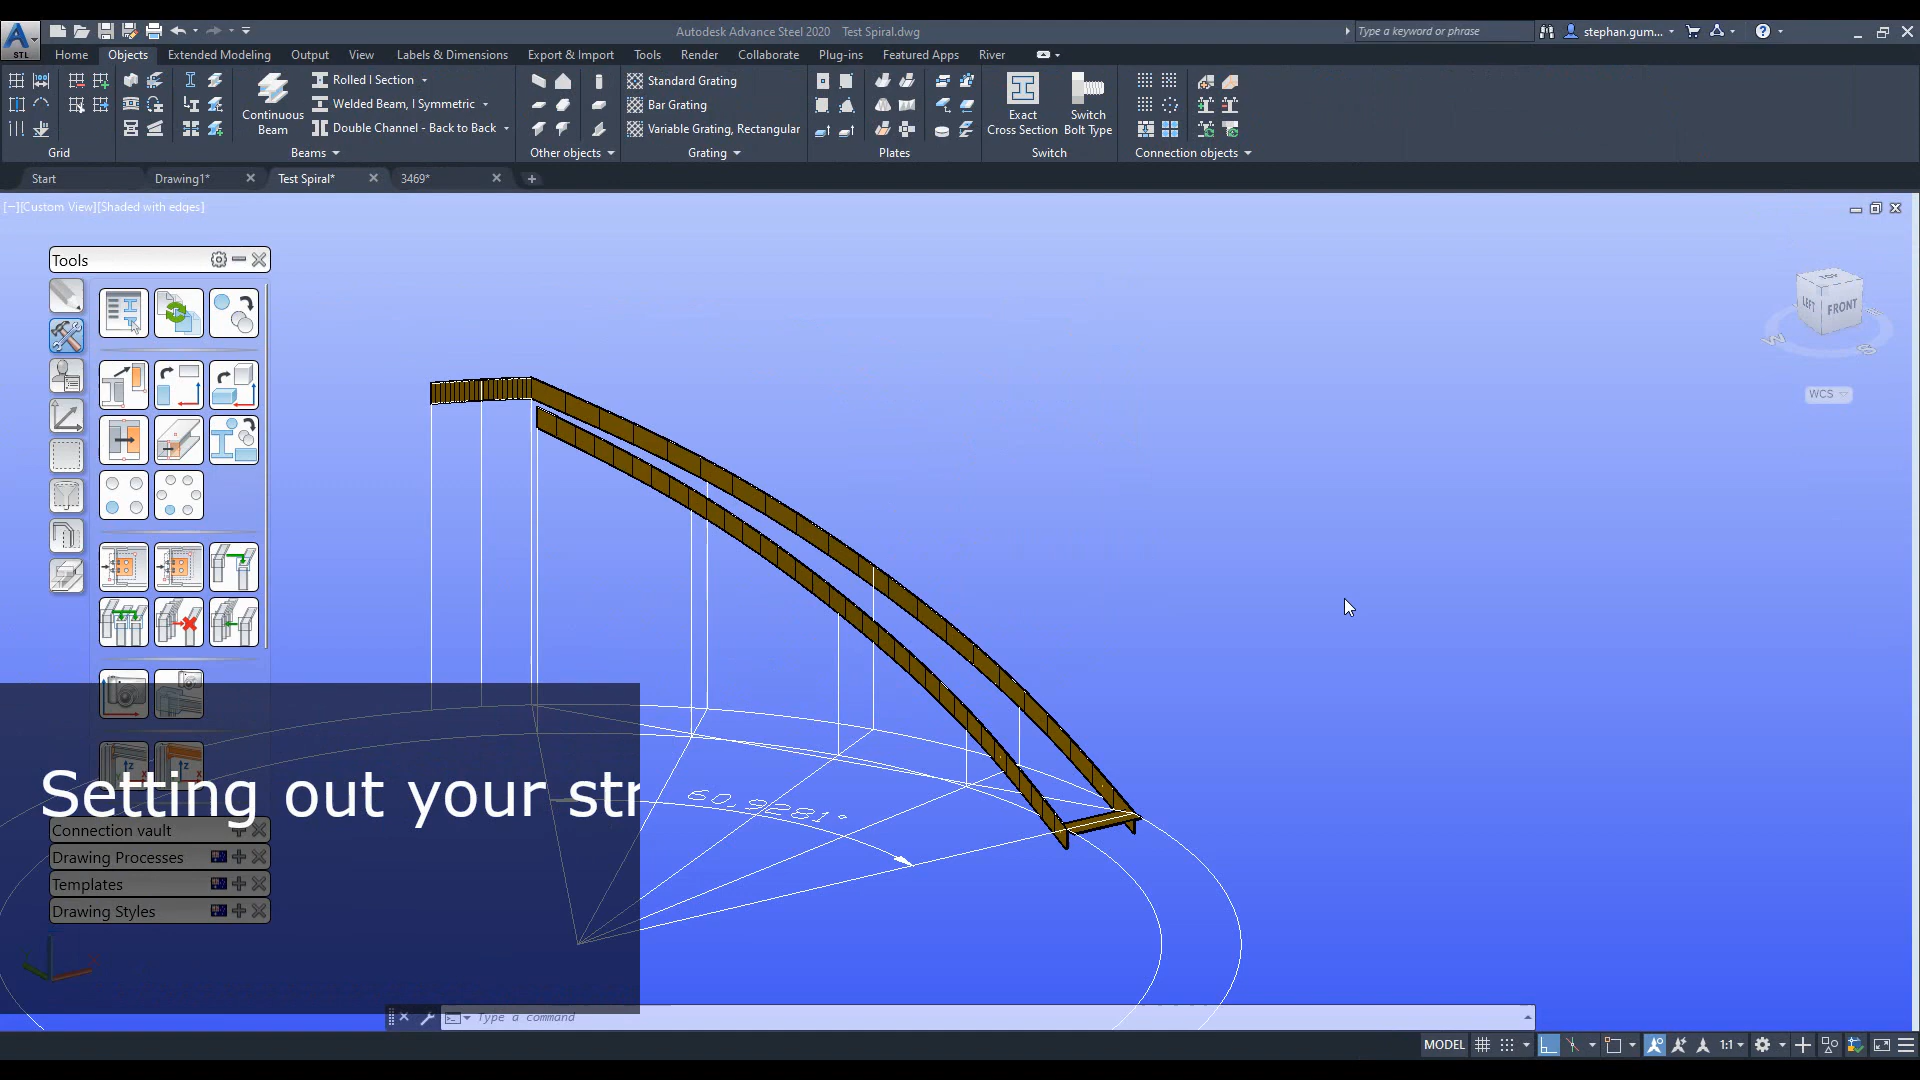 Autodesk Advance Steel 2020 Test Spiral.dwg
Type a keyword or phrase
stephan.gum...
STL
Home Objects Extended Modeling Output View Labels & Dimensions Export & Import Tools Render Collaborate Plug-ins Featured Apps River
Continuous Beam
Rolled I Section
Welded Beam, I Symmetric
Double Channel - Back to Back
Standard Grating
Bar Grating
Variable Grating, Rectangular
Exact Cross Section
Switch Bolt Type
Grid Beams Other objects Grating Plates Switch Connection objects
Start Drawing1* Test Spiral* 3469*
[−][Custom View][Shaded with edges]
Tools
TOP
LEFT
FRONT
W
S
WCS
60.9281°
Setting out your str
Connection vault
Drawing Processes
Templates
Drawing Styles
Type a command
MODEL
1:1